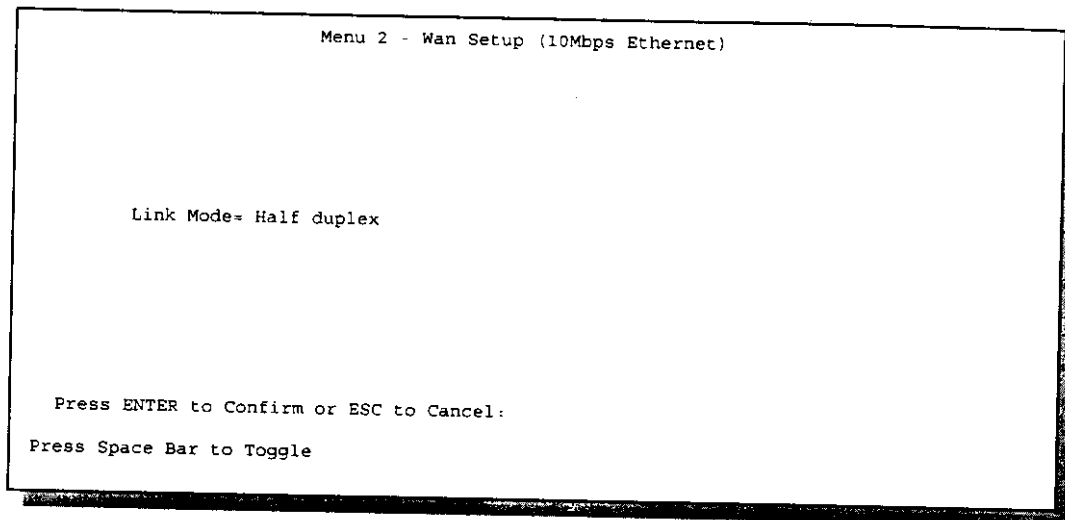 Menu 2 - Wan Setup (10Mbps Ethernet)
Link Mode= Half duplex
Press ENTER to Confirm or ESC to Cancel:
Press Space Bar to Toggle